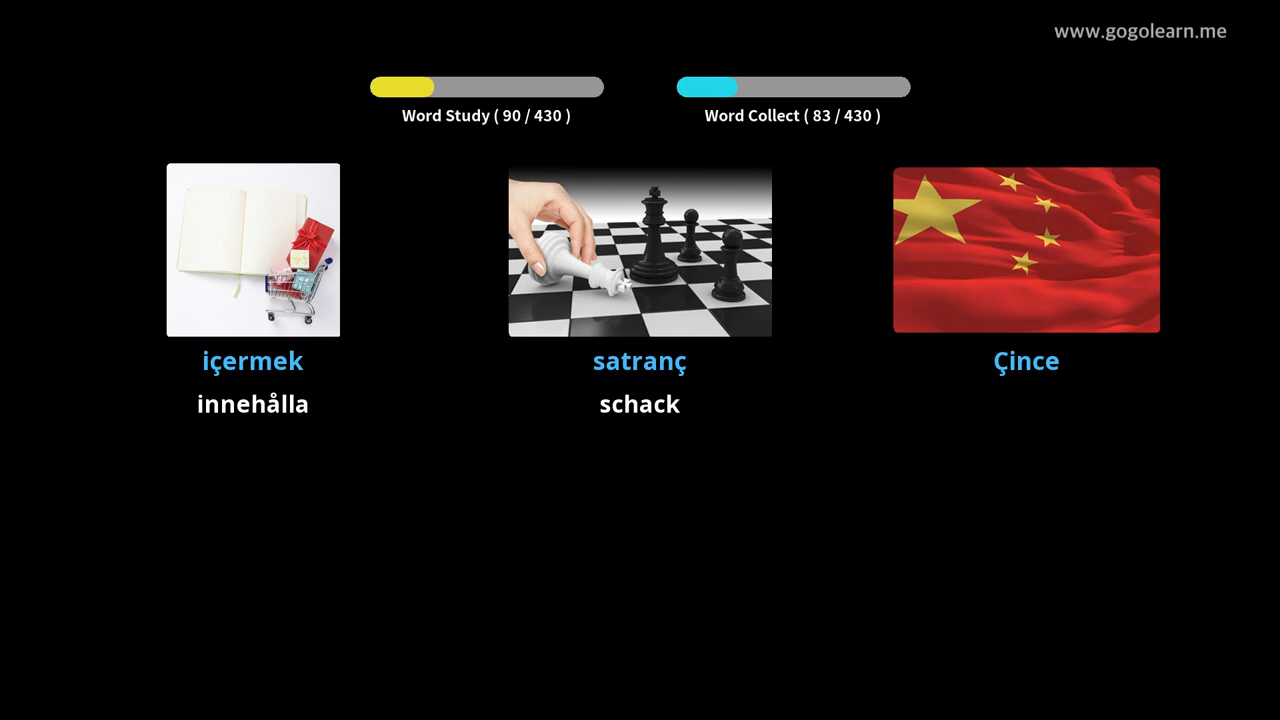 www.gogolearn.me
Word Study ( 90 / 430 )
Word Collect ( 83 / 430 )
içermek
innehålla
satranç
schack
Çince